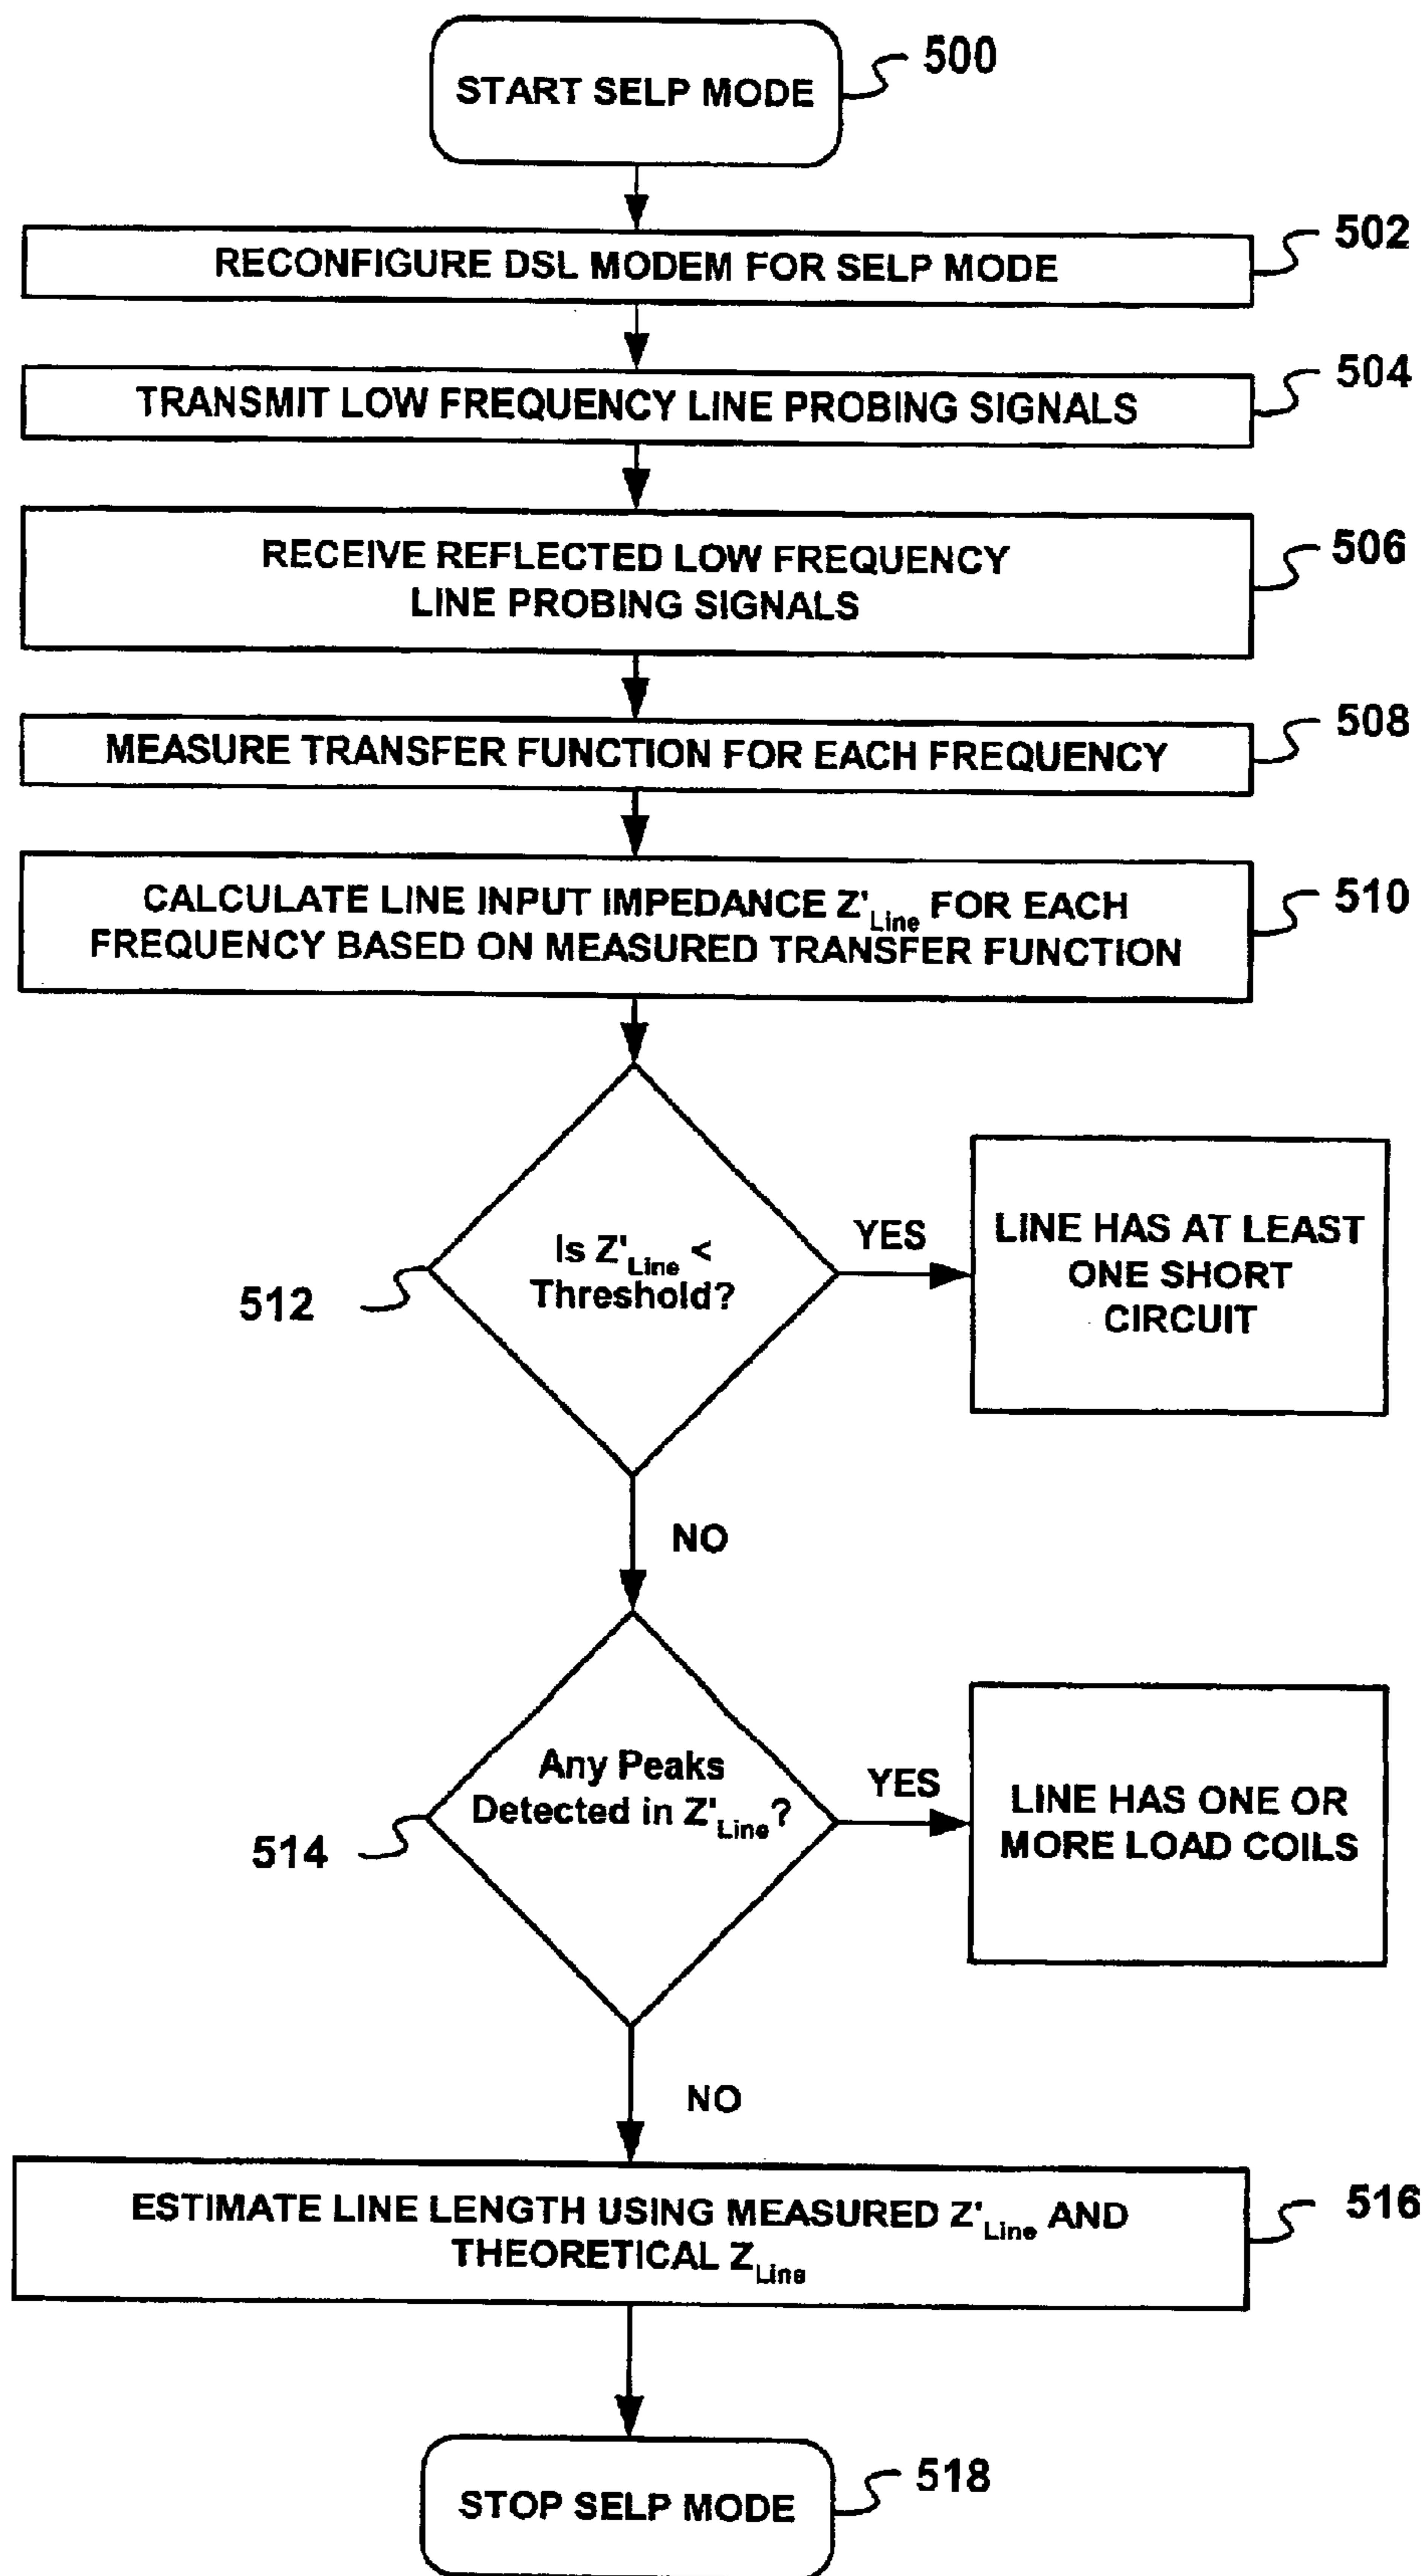 START SELP MODE
500
RECONFIGURE DSL MODEM FOR SELP MODE
502
TRANSMIT LOW FREQUENCY LINE PROBING SIGNALS
504
RECEIVE REFLECTED LOW FREQUENCY
LINE PROBING SIGNALS
506
MEASURE TRANSFER FUNCTION FOR EACH FREQUENCY
508
CALCULATE LINE INPUT IMPEDANCE Z'Line FOR EACH
FREQUENCY BASED ON MEASURED TRANSFER FUNCTION
510
Is Z'Line <
Threshold?
512
YES
LINE HAS AT LEAST
ONE SHORT
CIRCUIT
NO
Any Peaks
Detected in Z'Line?
514
YES
LINE HAS ONE OR
MORE LOAD COILS
NO
ESTIMATE LINE LENGTH USING MEASURED Z'Line AND
THEORETICAL ZLine
516
STOP SELP MODE
518